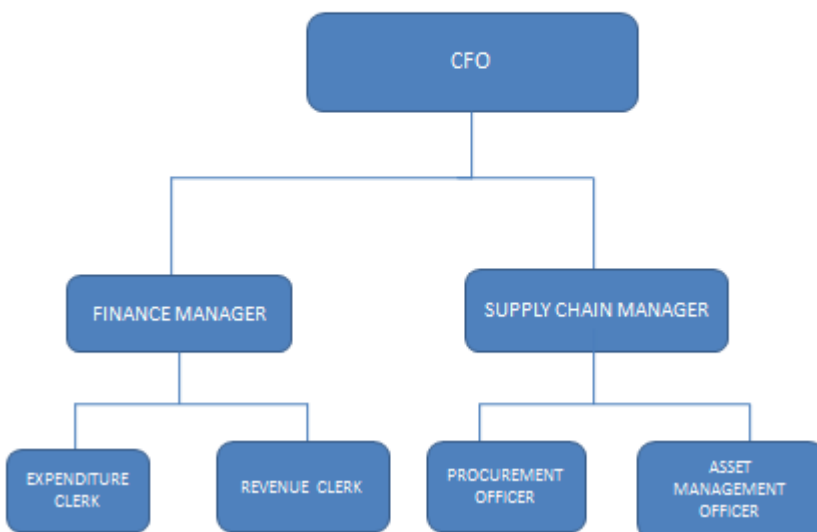 CFO
FINANCE MANAGER
SUPPLY CHAIN MANAGER
EXPENDITURE
CLERK
REVENUE CLERK
PROCUREMENT
OFFICER
ASSET
MANAGEMENT
OFFICER